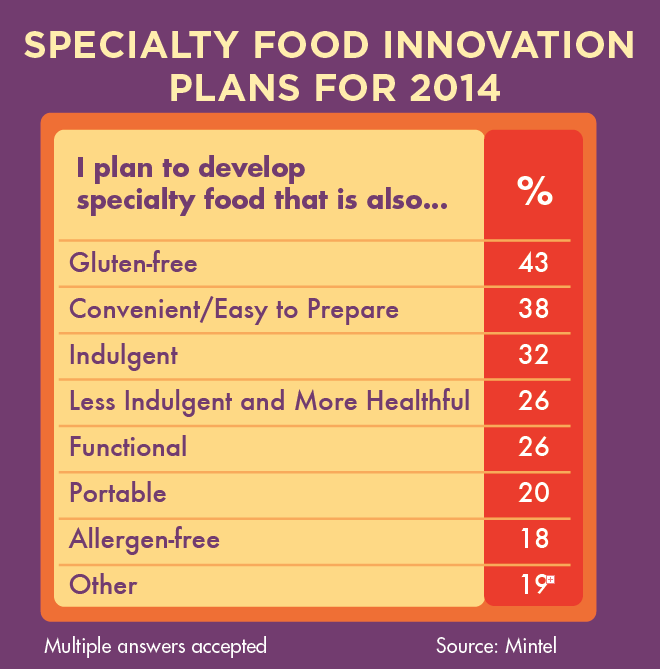 SPECIALTY FOOD INNOVATION
PLANS FOR 2014
I plan to develop
specialty food that is also...
%
Gluten-free 43
Convenient/Easy to Prepare 38
Indulgent 32
Less Indulgent and More Healthful 26
Functional 26
Portable 20
Allergen-free 18
Other 19
Multiple answers accepted Source: Mintel